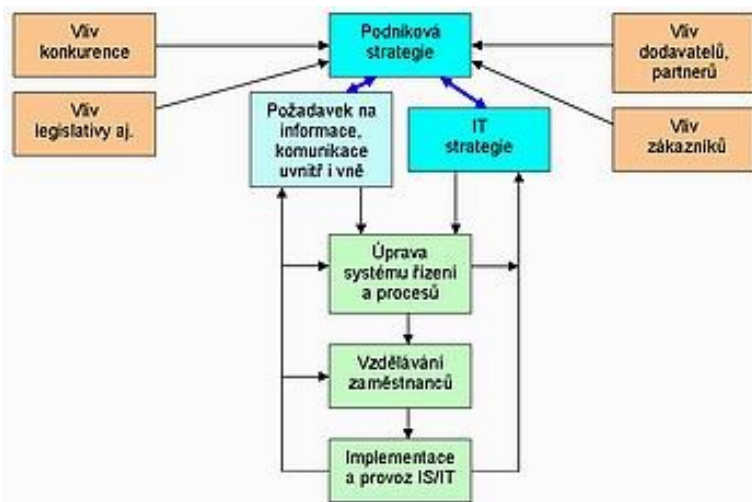 Vliv
konkurence
Podniková
strategie
Vliv
dodavatelů,
partnerů
Vliv
legislativy aj.
Požadavek na
informace,
komunikace
uvnitř i vně
IT
strategie
Vliv
zákazníků
Úprava
systému řízení
a procesů
Vzdělávání
zaměstnanců
Implementace
a provoz IS/IT